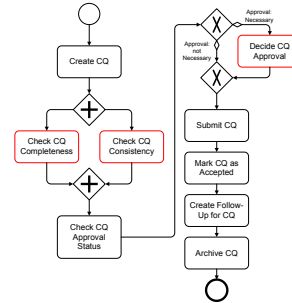 Create CQ
Check CQ
Completeness
Check CQ
Consistency
Check CQ
Approval
Status
Approval:
Necessary
Approval:
not
Necessary
Decide CQ
Approval
Submit CQ
Mark CQ as
Accepted
Create Follow-
Up for CQ
Archive CQ